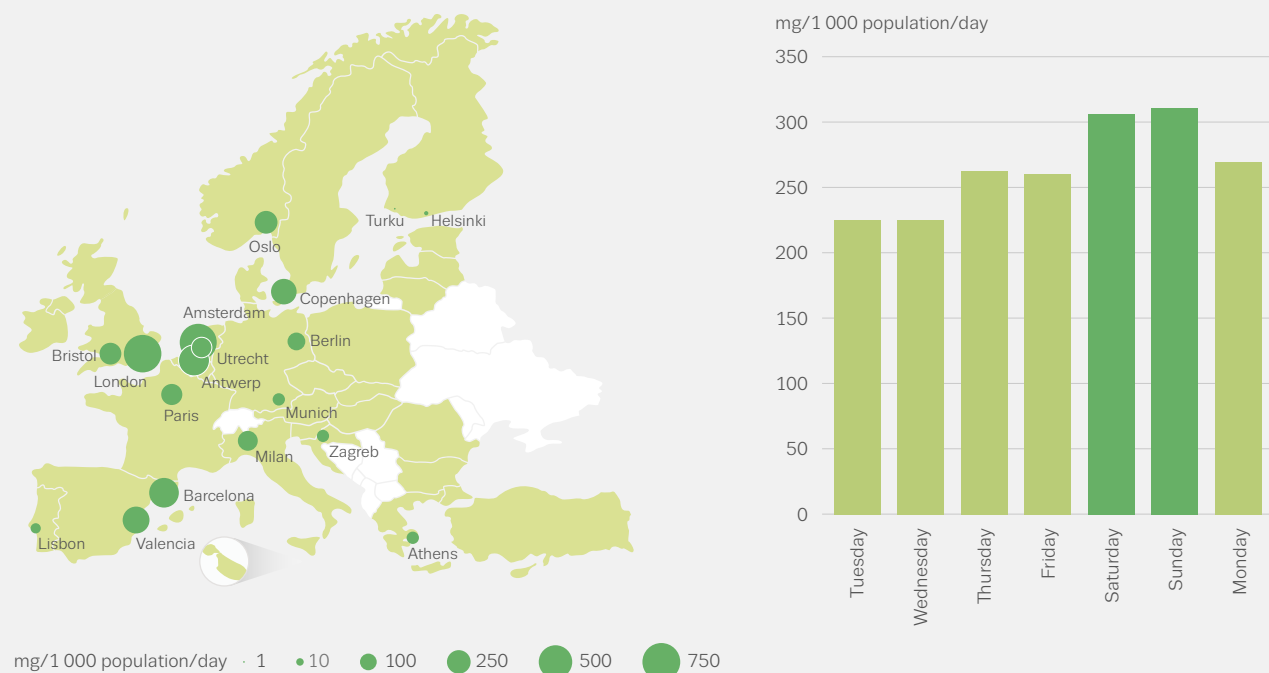 Turku
Helsinki
Oslo
Copenhagen
Amsterdam
Berlin
Bristol
Utrecht
London
Antwerp
Paris
Munich
Zagreb
Milan
Barcelona
Lisbon
Valencia
Athens
mg/1 000 population/day 1 10 100 250 500 750
mg/1 000 population/day
350
300
250
200
150
100
50
0
Tuesday
Wednesday
Thursday
Friday
Saturday
Sunday
Monday